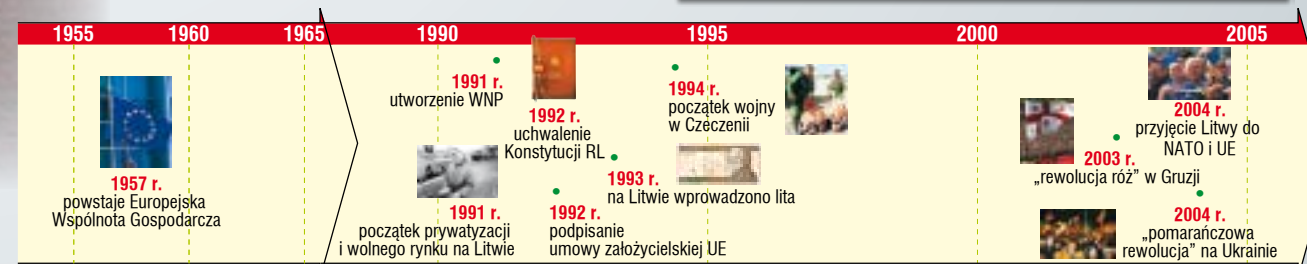 1955 1960 1965 1990 1995 2000 2005
1957 r.
powstaje Europejska
Wspólnota Gospodarcza
1991 r.
utworzenie WNP
1991 r.
początek prywatyzacji
i wolnego rynku na Litwie
1992 r.
uchwalenie
Konstytucji RL
1992 r.
podpisanie
umowy założycielskiej UE
1993 r.
na Litwie wprowadzono lita
1994 r.
początek wojny
w Czeczenii
2003 r.
„rewolucja róż” w Gruzji
2004 r.
przyjęcie Litwy do
NATO i UE
2004 r.
„pomarańczowa
rewolucja” na Ukrainie